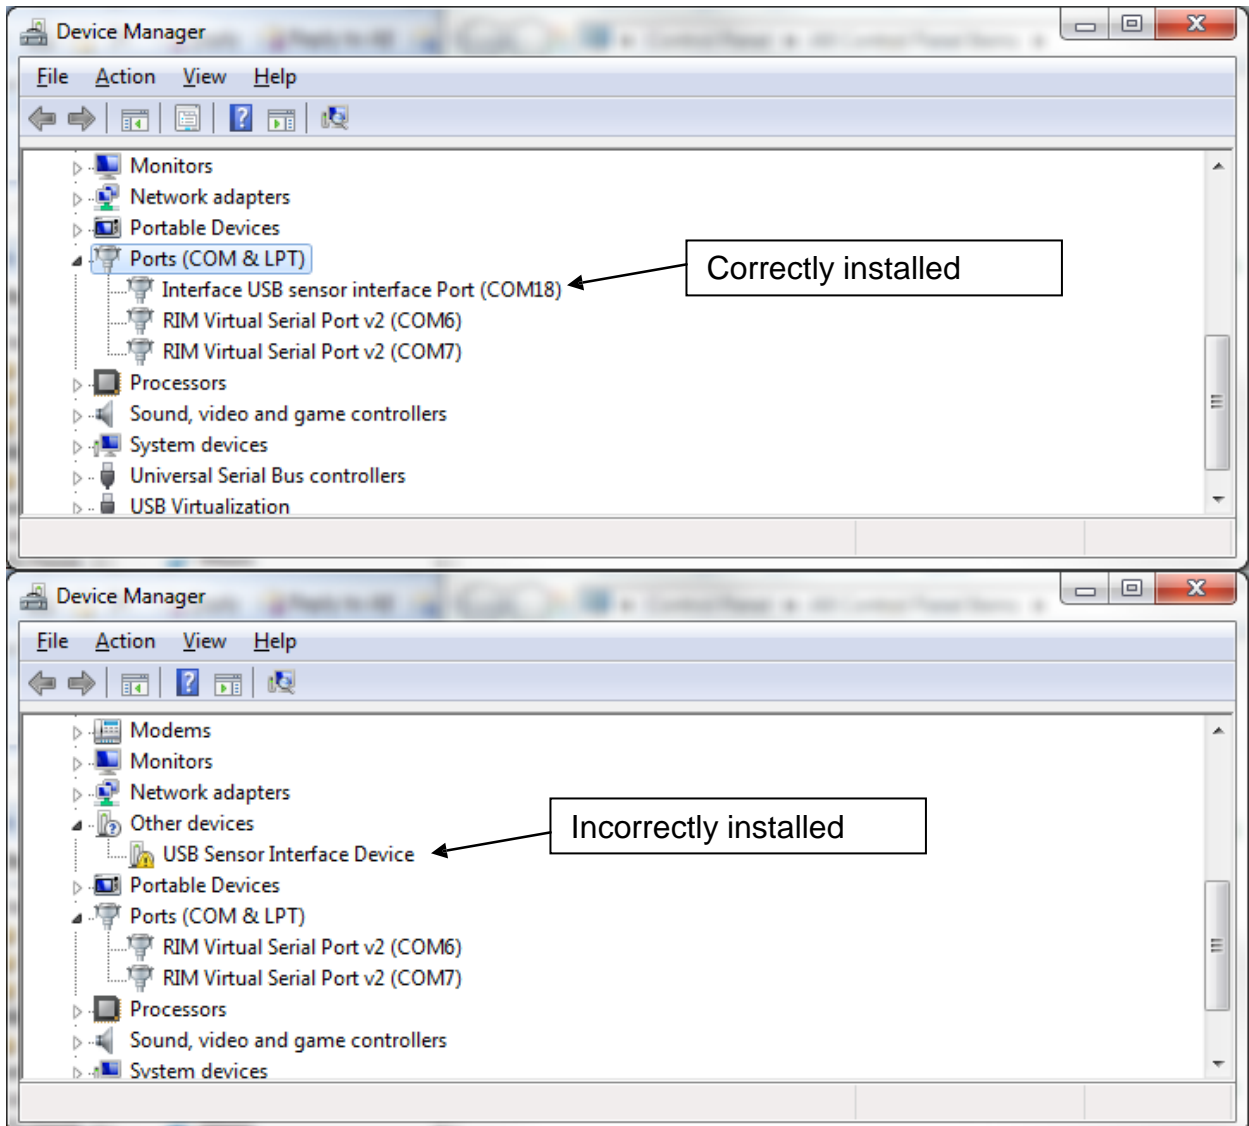 Device Manager
File Action View Help
Monitors
Network adapters
Portable Devices
Ports (COM & LPT)
Correctly installed
Interface USB sensor interface Port (COM18)
RIM Virtual Serial Port v2 (COM6)
RIM Virtual Serial Port v2 (COM7)
Processors
Sound, video and game controllers
System devices
Universal Serial Bus controllers
USB Virtualization
Device Manager
File Action View Help
Modems
Monitors
Network adapters
Other devices
Incorrectly installed
USB Sensor Interface Device
Portable Devices
Ports (COM & LPT)
RIM Virtual Serial Port v2 (COM6)
RIM Virtual Serial Port v2 (COM7)
Processors
Sound, video and game controllers
System devices